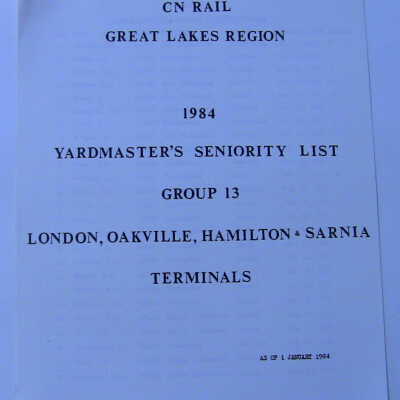 CN RAIL
GREAT LAKES REGION
1984
YARDMASTER'S SENIORITY LIST
GROUP 13
LONDON, OAKVILLE, HAMILTON & SARNIA
TERMINALS
AS OF 1 JANUARY 1984